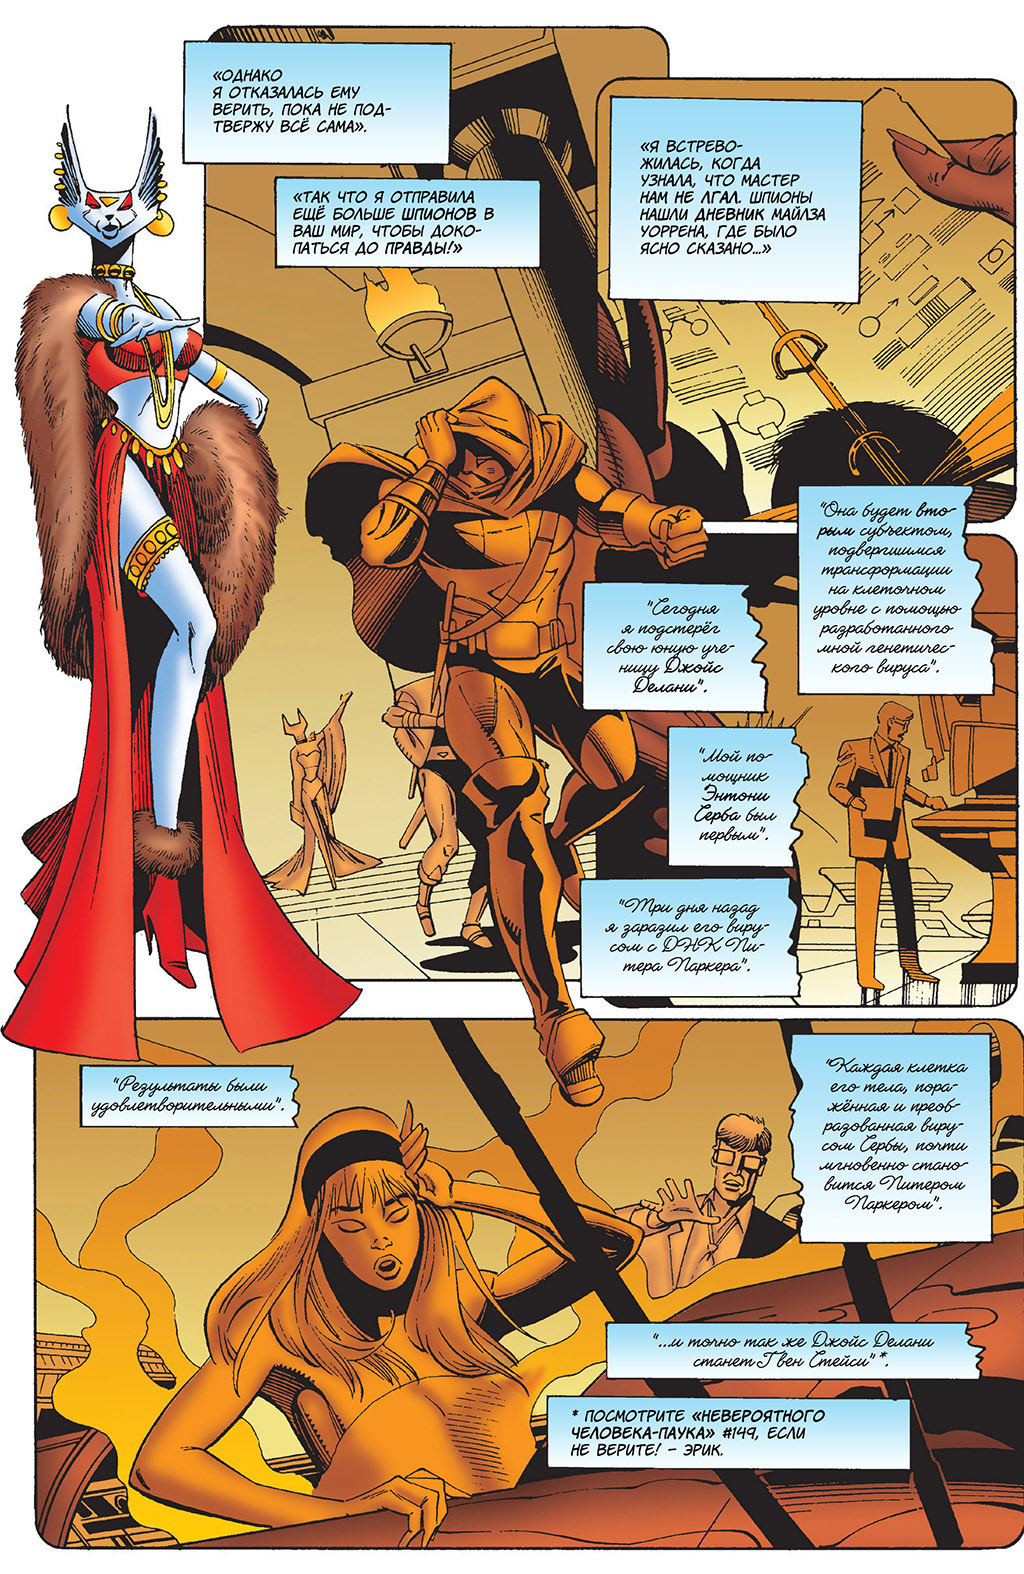 «ОДНАКО
Я ОТКАЗАЛАСЬ ЕМУ
ВЕРИТЬ, ПОКА НЕ ПОД-
ТВЕРЖУ ВСЁ САМА».
«ТАК ЧТО Я ОТПРАВИЛА
ЕЩЁ БОЛЬШЕ ШПИОНОВ В
ВАШ МИР, ЧТОБЫ ДОКО-
ПАТЬСЯ ДО ПРАВДЫ!»
«Я ВСТРЕВО-
ЖИЛАСЬ, КОГДА
УЗНАЛА, ЧТО МАСТЕР
НАМ НЕ ЛГАЛ. ШПИОНЫ
НАШЛИ ДНЕВНИК МАЙЛЗА
УОРРЕНА, ГДЕ БЫЛО
ЯСНО СКАЗАНО...»
"Сегодня
я подстерёг
свою юную уче-
ницу Джойс
Делани".
"Она будет вто-
рым субъектом,
подвергшимся
трансформации
на клеточном
уровне с помощью
разработанного
мной генетичес-
кого вируса".
"Мой по-
мощник
Энтони
Серба был
первым".
"Три дня назад
я заразил его виру-
сом с ДНК Пи-
тера Паркера".
"Результаты были
удовлетворительными".
"Каждая клетка
его тела, пора-
жённая и преоб-
разованная виру-
сом Сербы, почти
мгновенно стано-
вится Питером
Паркером".
"...и точно так же Джойс Делани
станет Гвен Стейси"*.
* ПОСМОТРИТЕ «НЕВЕРОЯТНОГО
ЧЕЛОВЕКА-ПАУКА» #149, ЕСЛИ
НЕ ВЕРИТЕ! – ЭРИК.